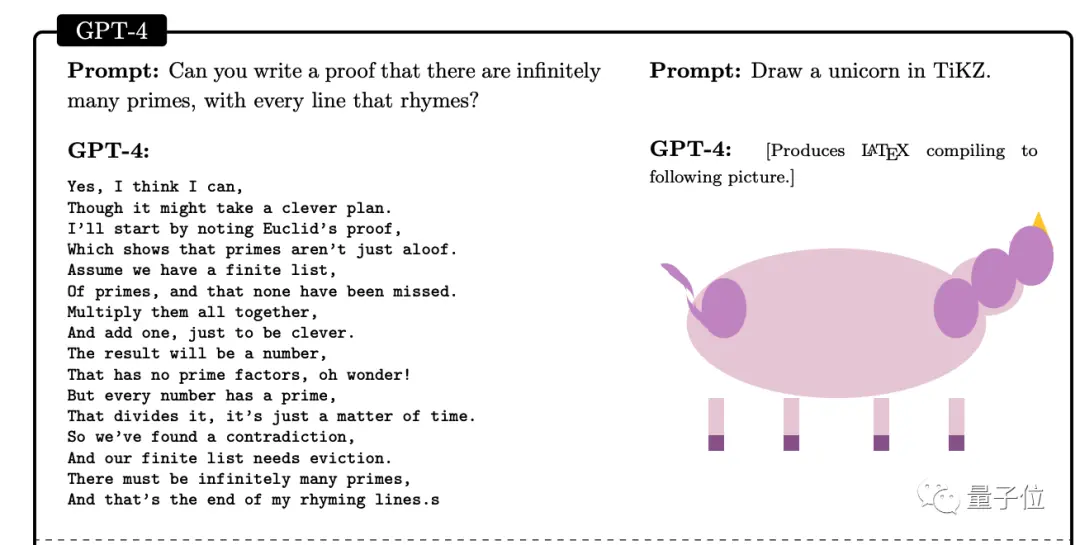 GPT-4
Prompt: Can you write a proof that there are infinitely
many primes, with every line that rhymes?
GPT-4:
Yes, I think I can,
Though it might take a clever plan.
I'll start by noting Euclid's proof,
Which shows that primes aren't just aloof.
Assume we have a finite list,
Of primes, and that none have been missed.
Multiply them all together,
And add one, just to be clever.
The result will be a number,
That has no prime factors, oh wonder!
But every number has a prime,
That divides it, it's just a matter of time.
So we've found a contradiction,
And our finite list needs eviction.
There must be infinitely many primes,
And that's the end of my rhyming lines.s
Prompt: Draw a unicorn in TiKZ.
GPT-4: [Produces LATEX compiling to
following picture.]
量子位